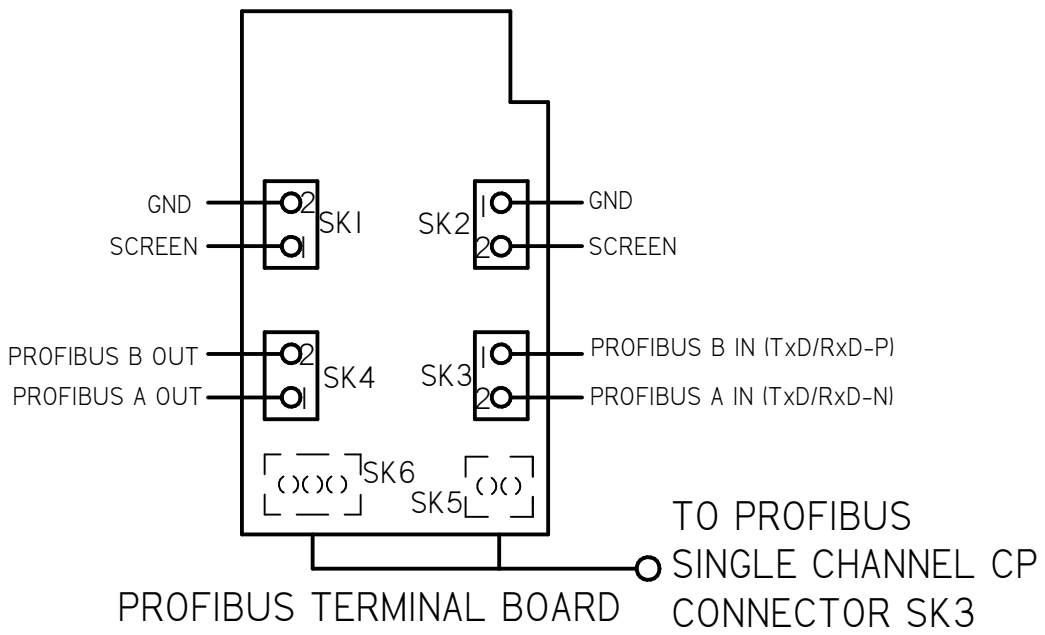 GND
2
SK1
SCREEN
1
1
GND
SK2
2
SCREEN
PROFIBUS B OUT
2
SK4
PROFIBUS A OUT
1
1
PROFIBUS B IN (TxD/RxD-P)
SK3
2
PROFIBUS A IN (TxD/RxD-N)
SK6
SK5
TO PROFIBUS
SINGLE CHANNEL CP
CONNECTOR SK3
PROFIBUS TERMINAL BOARD